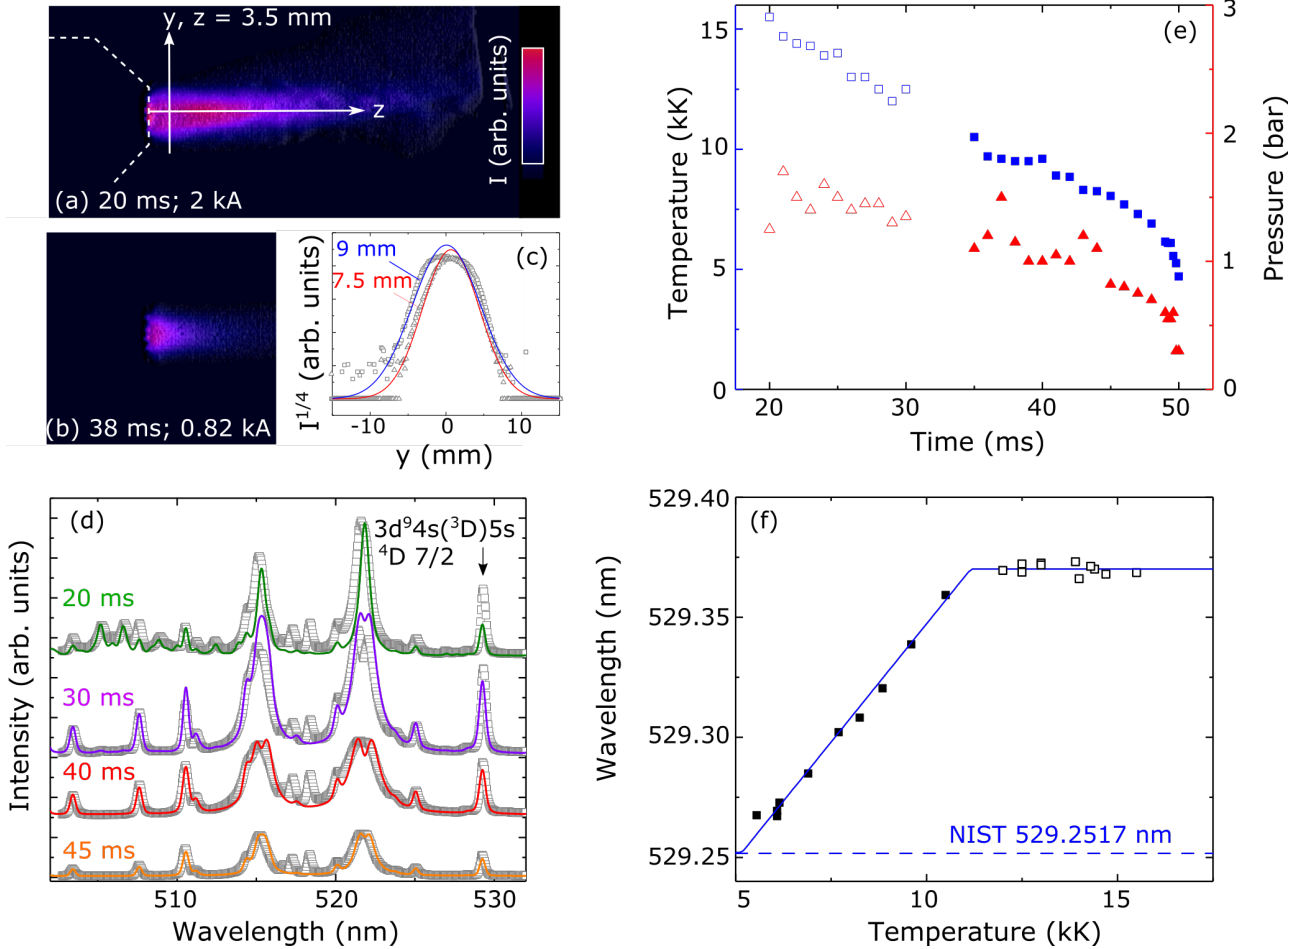 y, z = 3.5 mm
z
I (arb. units)
(a) 20 ms; 2 kA
(b) 38 ms; 0.82 kA
I^1/4 (arb. units)
9 mm
7.5 mm
(c)
-10 0 10
y (mm)
(d)
3d⁹4s(³D)5s
⁴D 7/2
20 ms
30 ms
40 ms
45 ms
Intensity (arb. units)
510 520 530
Wavelength (nm)
(e)
15
10
5
0
Temperature (kK)
3
2
1
0
Pressure (bar)
20 30 40 50
Time (ms)
(f)
529.40
529.35
529.30
529.25
Wavelength (nm)
NIST 529.2517 nm
5 10 15
Temperature (kK)